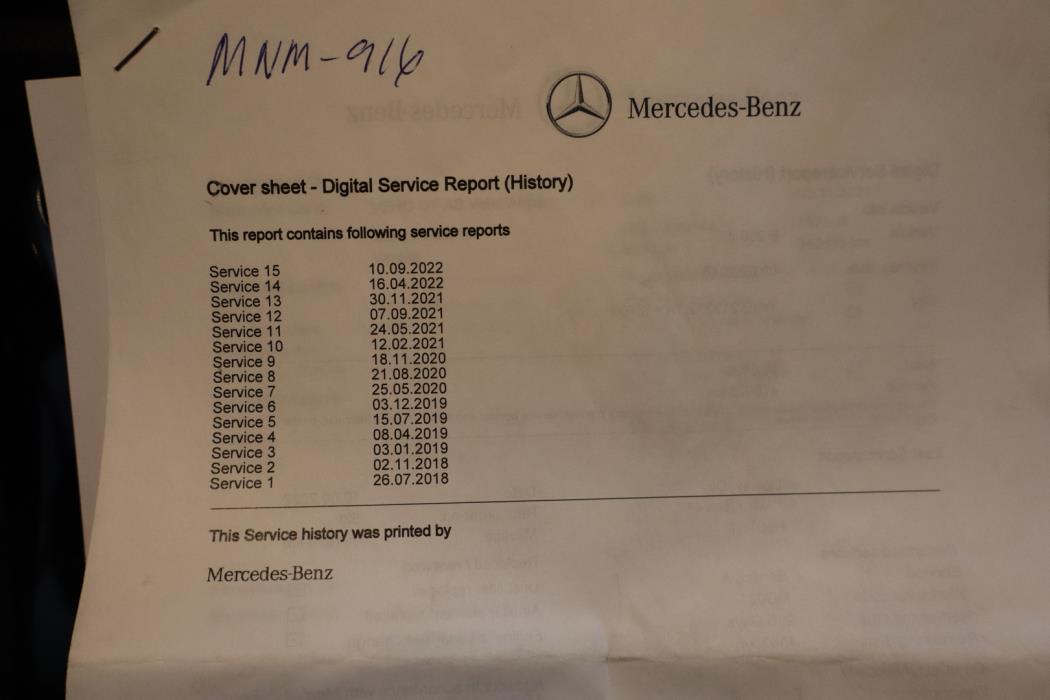 MNM-916
Mercedes-Benz
Cover sheet - Digital Service Report (History)
This report contains following service reports
Service 15 10.09.2022
Service 14 16.04.2022
Service 13 30.11.2021
Service 12 07.09.2021
Service 11 24.05.2021
Service 10 12.02.2021
Service 9 18.11.2020
Service 8 21.08.2020
Service 7 25.05.2020
Service 6 03.12.2019
Service 5 15.07.2019
Service 4 08.04.2019
Service 3 03.01.2019
Service 2 02.11.2018
Service 1 26.07.2018
This Service history was printed by
Mercedes-Benz